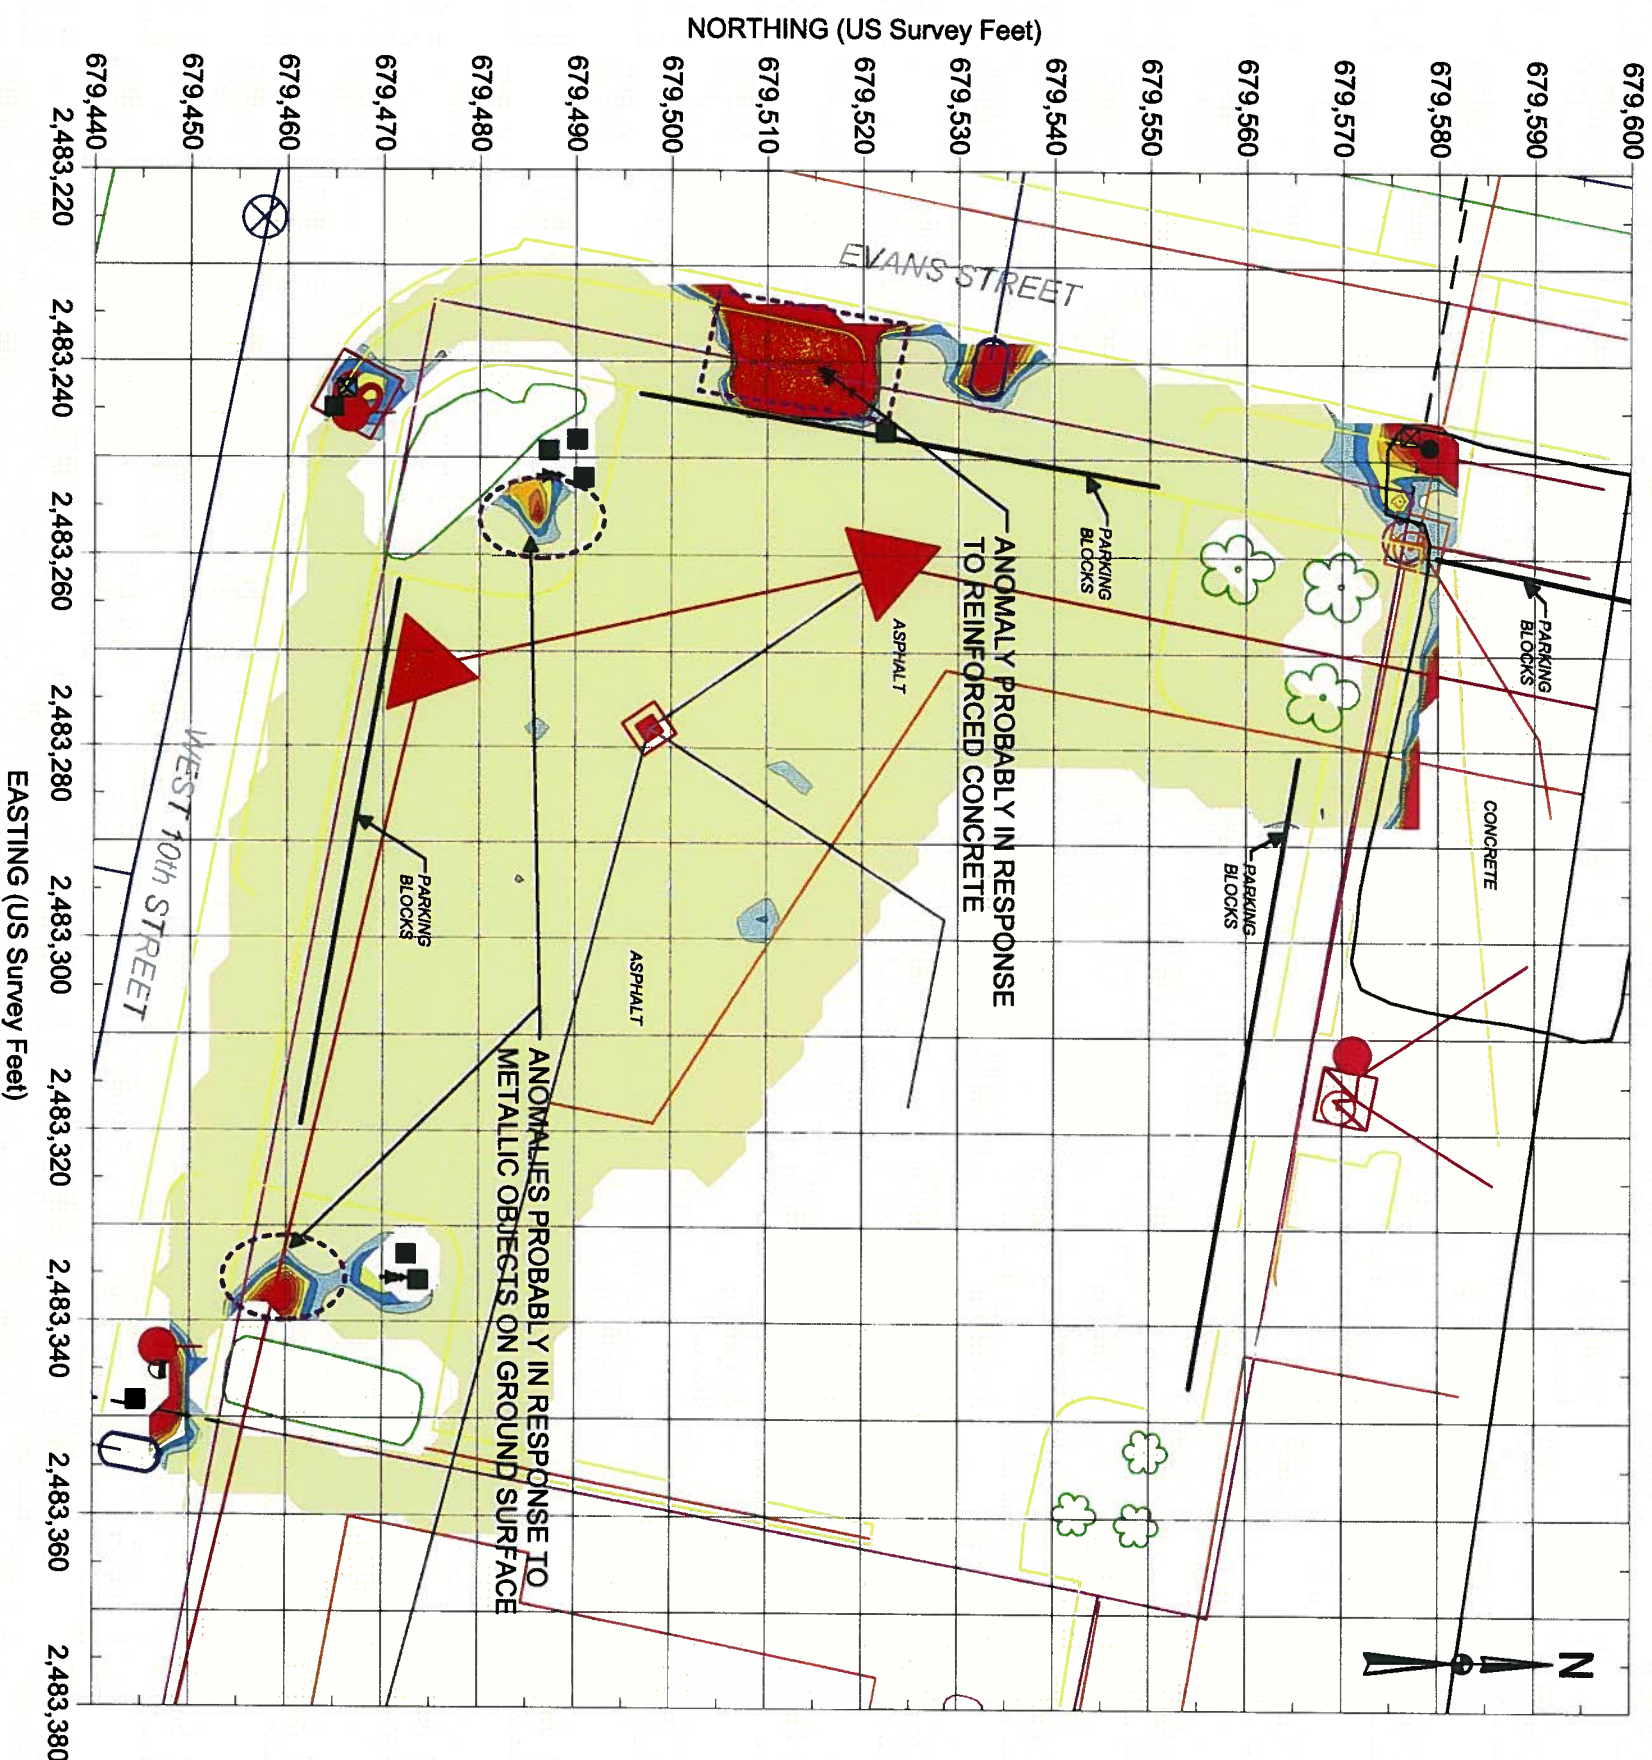 NORTHING (US Survey Feet)
679,440
679,450
679,460
679,470
679,480
679,490
679,500
679,510
679,520
679,530
679,540
679,550
679,560
679,570
679,580
679,590
679,600
2,483,220
2,483,240
2,483,260
2,483,280
2,483,300
2,483,320
2,483,340
2,483,360
2,483,380
EASTING (US Survey Feet)
EVANS STREET
WEST 10th STREET
ANOMALY PROBABLY IN RESPONSE
TO REINFORCED CONCRETE
PARKING
BLOCKS
PARKING
BLOCKS
ASPHALT
CONCRETE
PARKING
BLOCKS
PARKING
BLOCKS
ASPHALT
ANOMALIES PROBABLY IN RESPONSE TO
METALLIC OBJECTS ON GROUND SURFACE
N